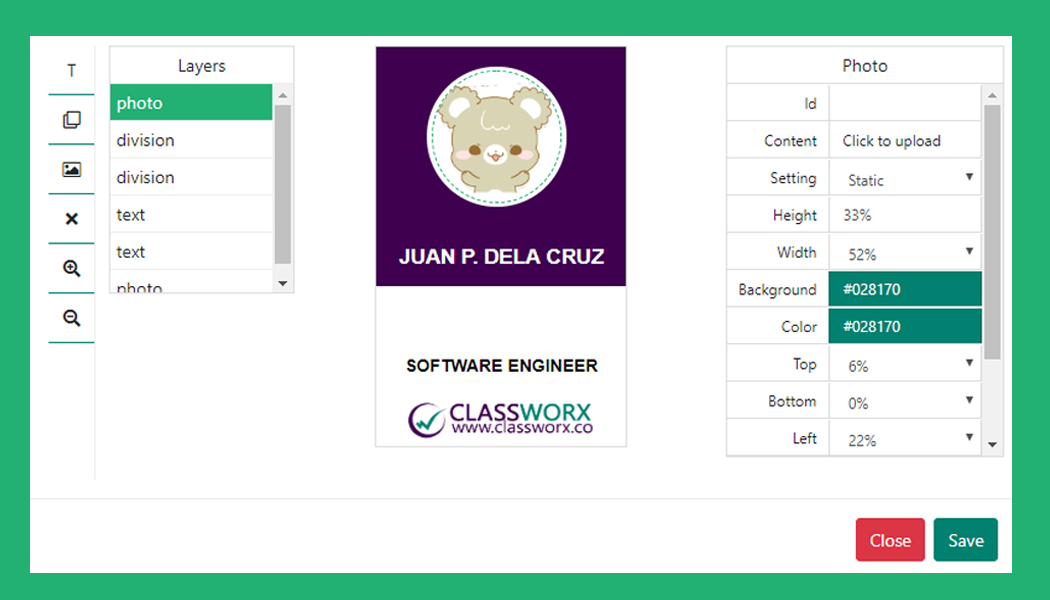 T
Layers
photo
division
division
text
text
photo
JUAN P. DELA CRUZ
SOFTWARE ENGINEER
CLASSWORX
www.classworx.co
Photo
Id
Content Click to upload
Setting Static
Height 33%
Width 52%
Background #028170
Color #028170
Top 6%
Bottom 0%
Left 22%
Close Save